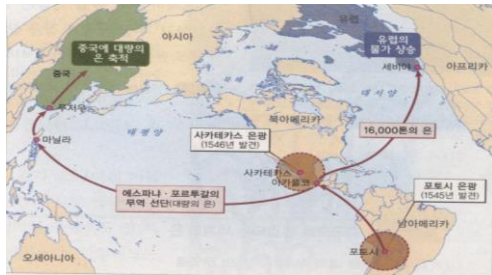 유럽
아시아
중국에 대량의
은 축적
유럽의
물가 상승
중국
세비야
아프리카
북해
대서양
푸저우
북아메리카
태평양
16,000톤의 은
사카테카스 은광
(1546년 발견)
마닐라
사카테카스
아카풀코
포토시 은광
(1545년 발견)
에스파냐·포르투갈의
무역 선단(대량의 은)
남아메리카
포토시
오세아니아